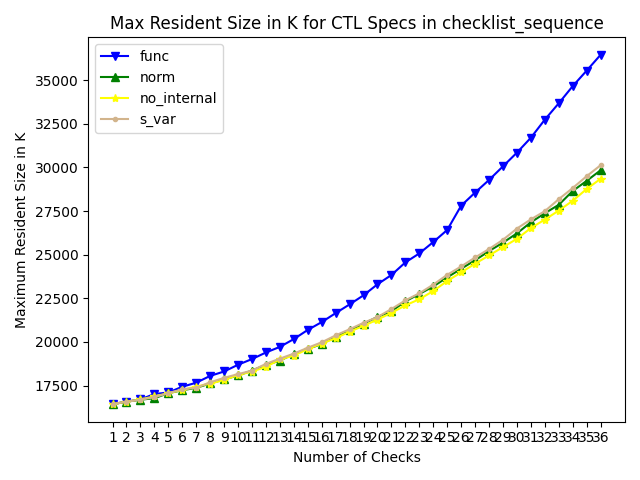 Max Resident Size in K for CTL Specs in checklist_sequence
func
norm
no_internal
s_var
35000
32500
30000
27500
25000
22500
20000
17500
Maximum Resident Size in K
1 2 3 4 5 6 7 8 9 10 11 12 13 14 15 16 17 18 19 20 21 22 23 24 25 26 27 28 29 30 31 32 33 34 35 36
Number of Checks